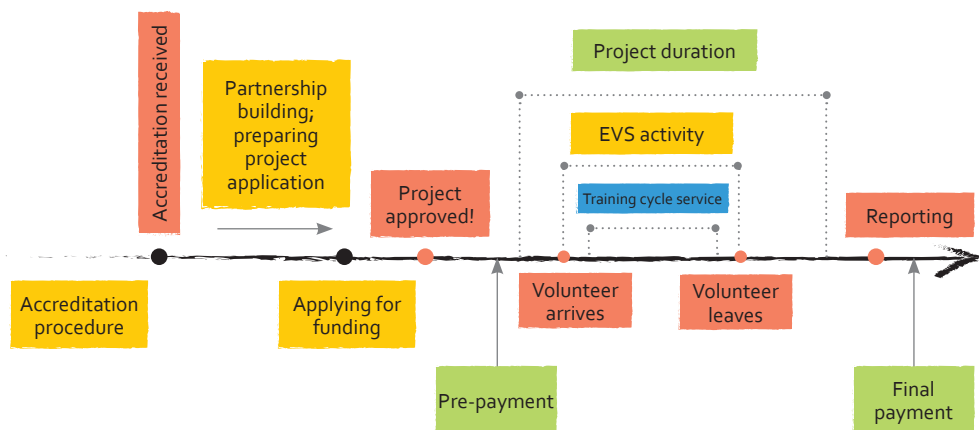 Accreditation received
Partnership
building;
preparing
project
application
Project
approved!
Project duration
EVS activity
Training cycle service
Reporting
Accreditation
procedure
Applying for
funding
Volunteer
arrives
Volunteer
leaves
Pre-payment
Final
payment